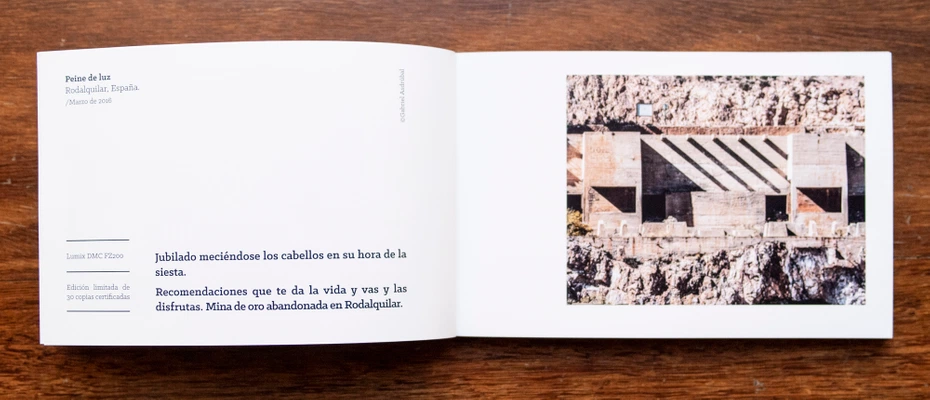 Peine de luz
Rodalquilar, España.
/Marzo de 2016
Lumix DMC FZ200
Edición limitada de
30 copias certificadas
Jubilado meciéndose los cabellos en su hora de la
siesta.
Recomendaciones que te da la vida y vas y las
disfrutas. Mina de oro abandonada en Rodalquilar.